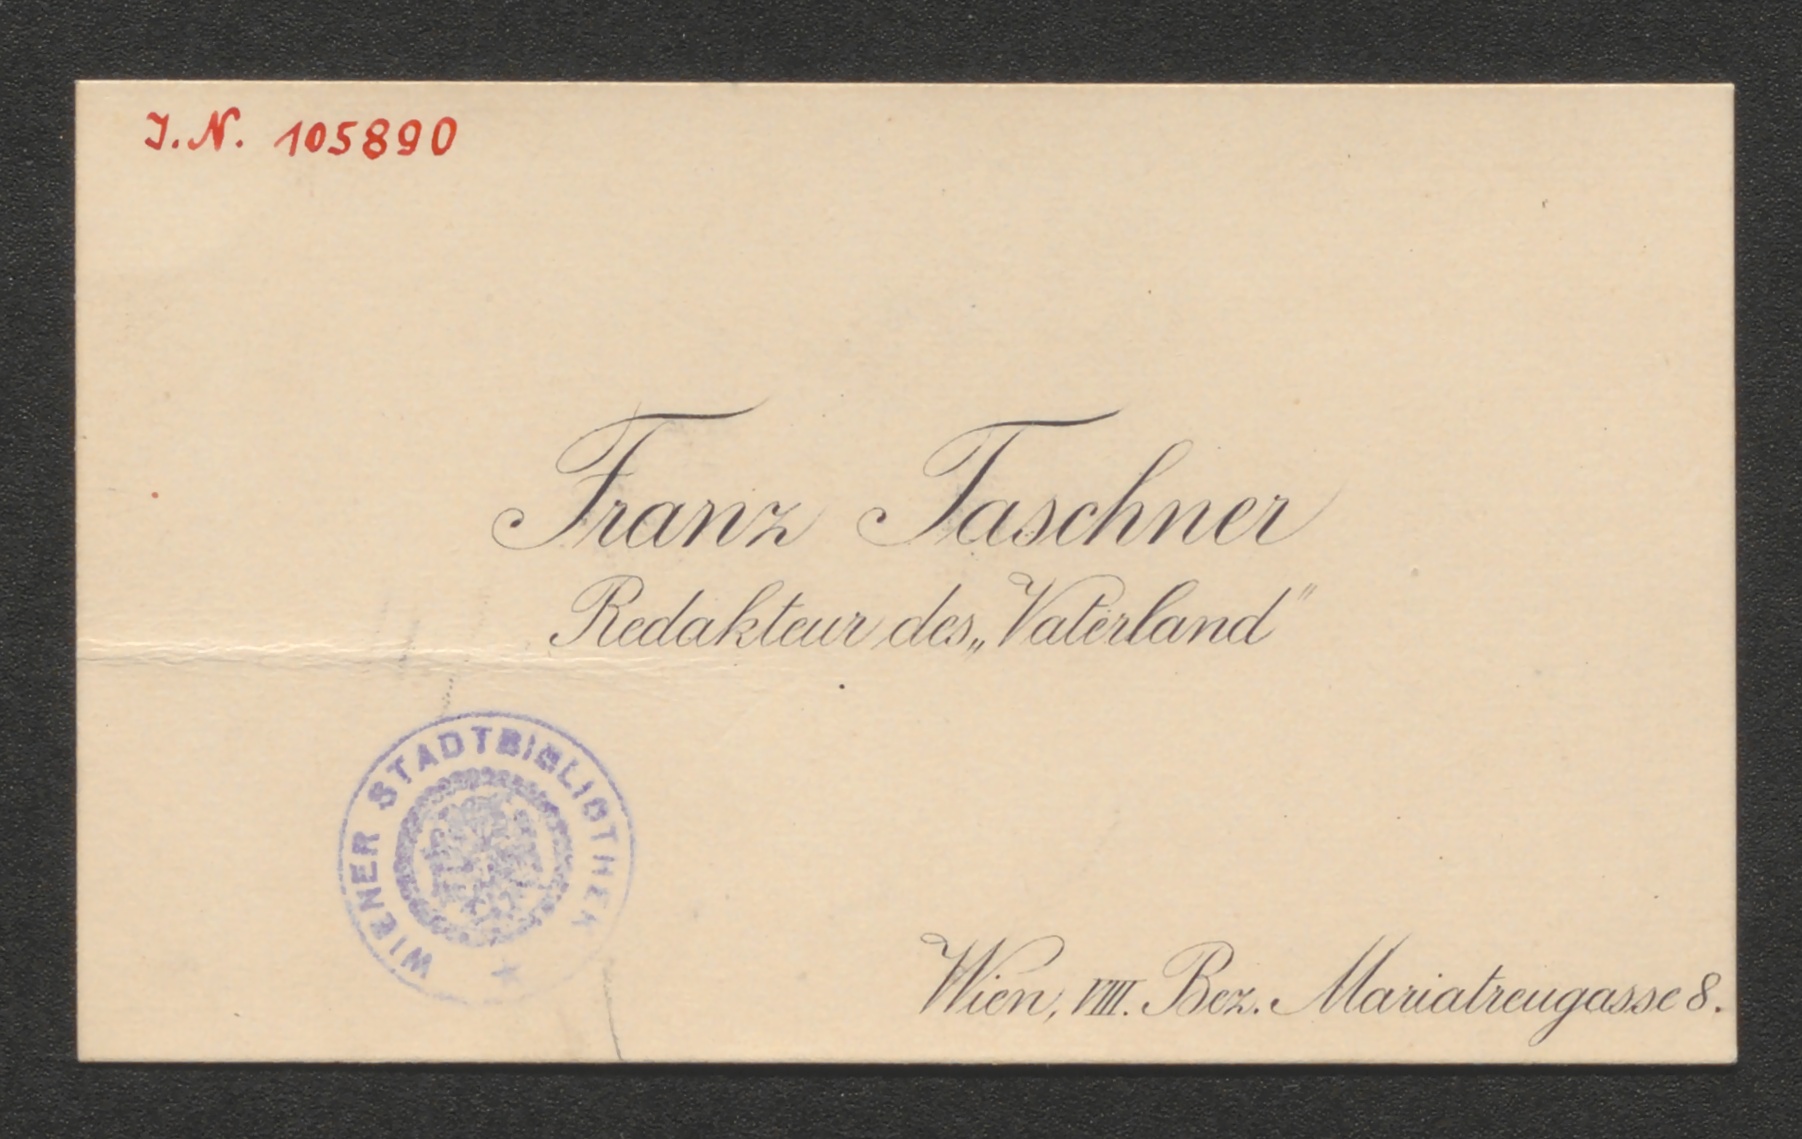 J.N. 105890
Franz Taschner
Redakteur des „Vaterland"
WIENER STADTBIBLIOTHEK
Wien, VIII. Bez. Mariatreugasse 8.